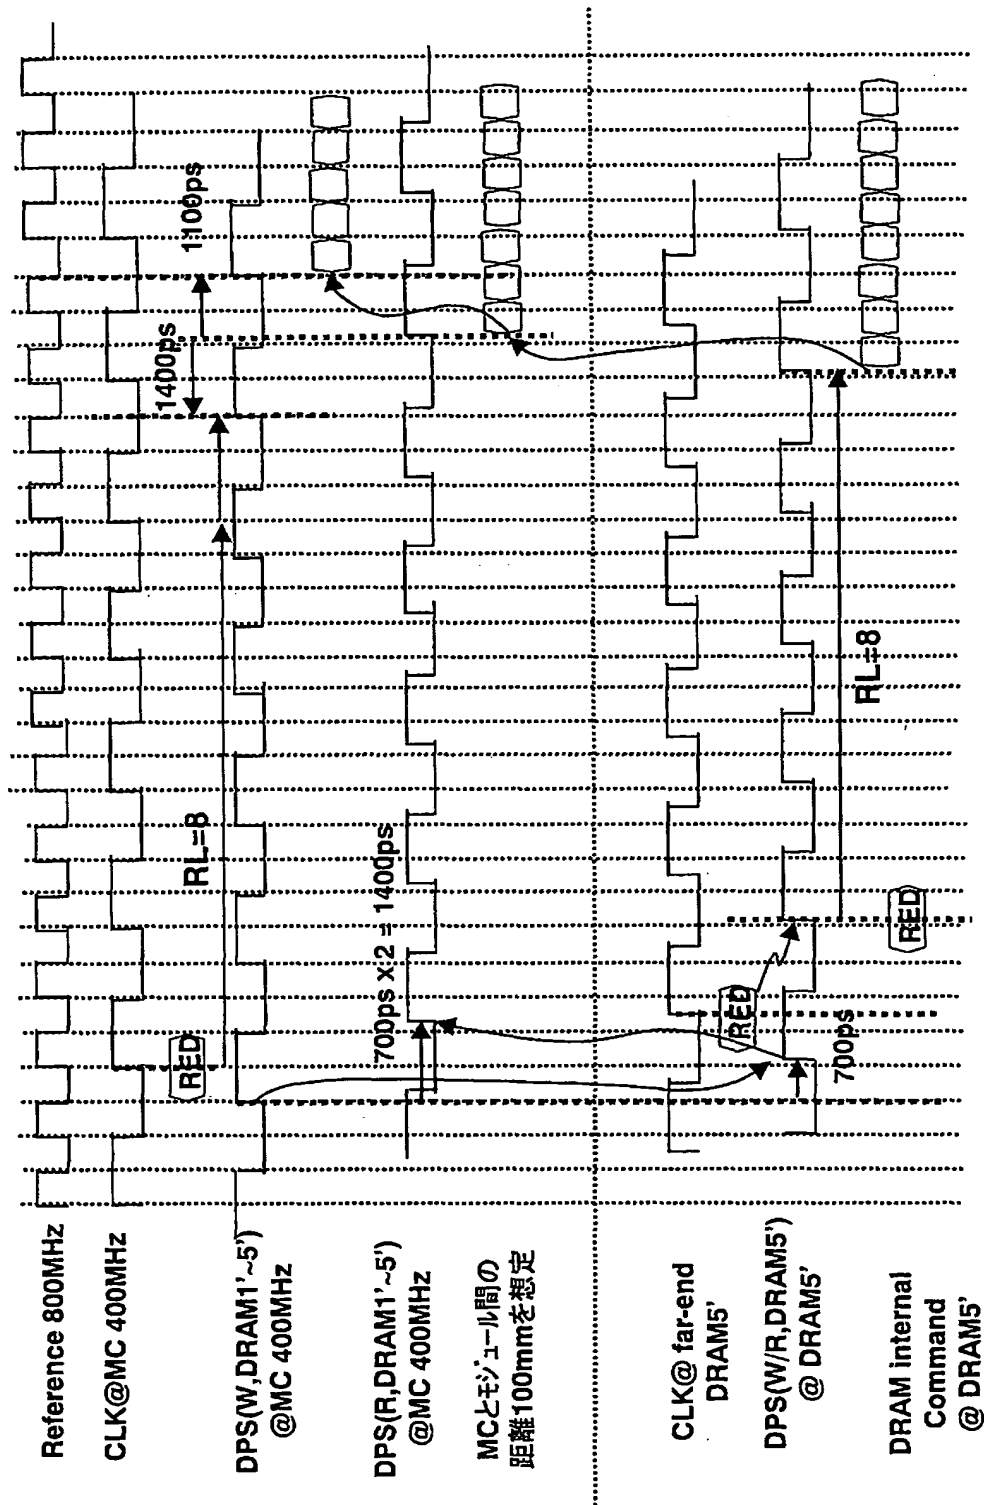 Reference 800MHz
CLK@MC 400MHz
DPS(W,DRAM1'~5')
@MC 400MHz
DPS(R,DRAM1'~5')
@MC 400MHz
MCとモジュール間の
距離100mmを想定
CLK@ far-end
DRAM5'
DPS(W/R,DRAM5')
@ DRAM5'
DRAM internal
Command
@ DRAM5'
RED
RL=8
1400ps
1100ps
700ps x 2 = 1400ps
RED
700ps
RED
RL=8